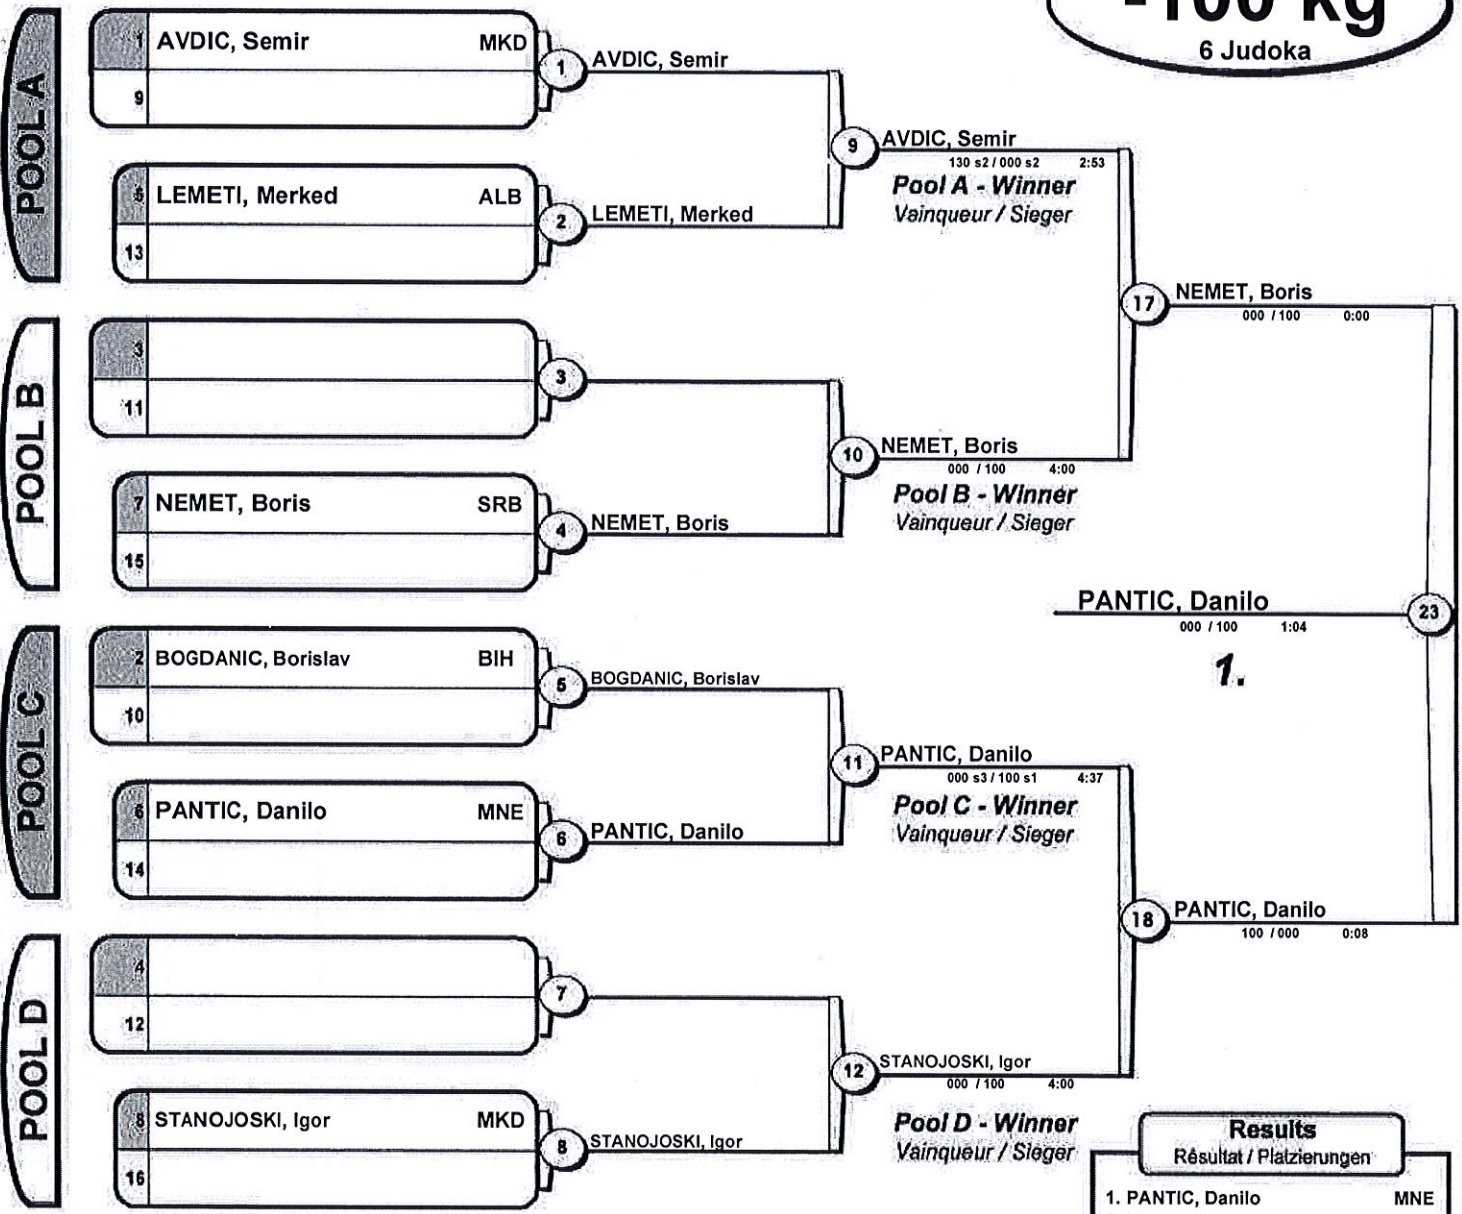 -100 kg
6 Judoka
POOL A
1 AVDIC, Semir MKD
9
1 AVDIC, Semir
5 LEMETI, Merked ALB
13
2 LEMETI, Merked
9 AVDIC, Semir
130 s2 / 000 s2 2:53
Pool A - Winner
Vainqueur / Sieger
POOL B
3
11
3
7 NEMET, Boris SRB
15
4 NEMET, Boris
10 NEMET, Boris
000 / 100 4:00
Pool B - Winner
Vainqueur / Sieger
17 NEMET, Boris
000 / 100 0:00
PANTIC, Danilo 23
000 / 100 1:04
1.
POOL C
2 BOGDANIC, Borislav BIH
10
5 BOGDANIC, Borislav
6 PANTIC, Danilo MNE
14
6 PANTIC, Danilo
11 PANTIC, Danilo
000 s3 / 100 s1 4:37
Pool C - Winner
Vainqueur / Sieger
18 PANTIC, Danilo
100 / 000 0:08
POOL D
4
12
7
8 STANOJOSKI, Igor MKD
16
8 STANOJOSKI, Igor
12 STANOJOSKI, Igor
000 / 100 4:00
Pool D - Winner
Vainqueur / Sieger
Results
Résultat / Platzierungen
1. PANTIC, Danilo MNE